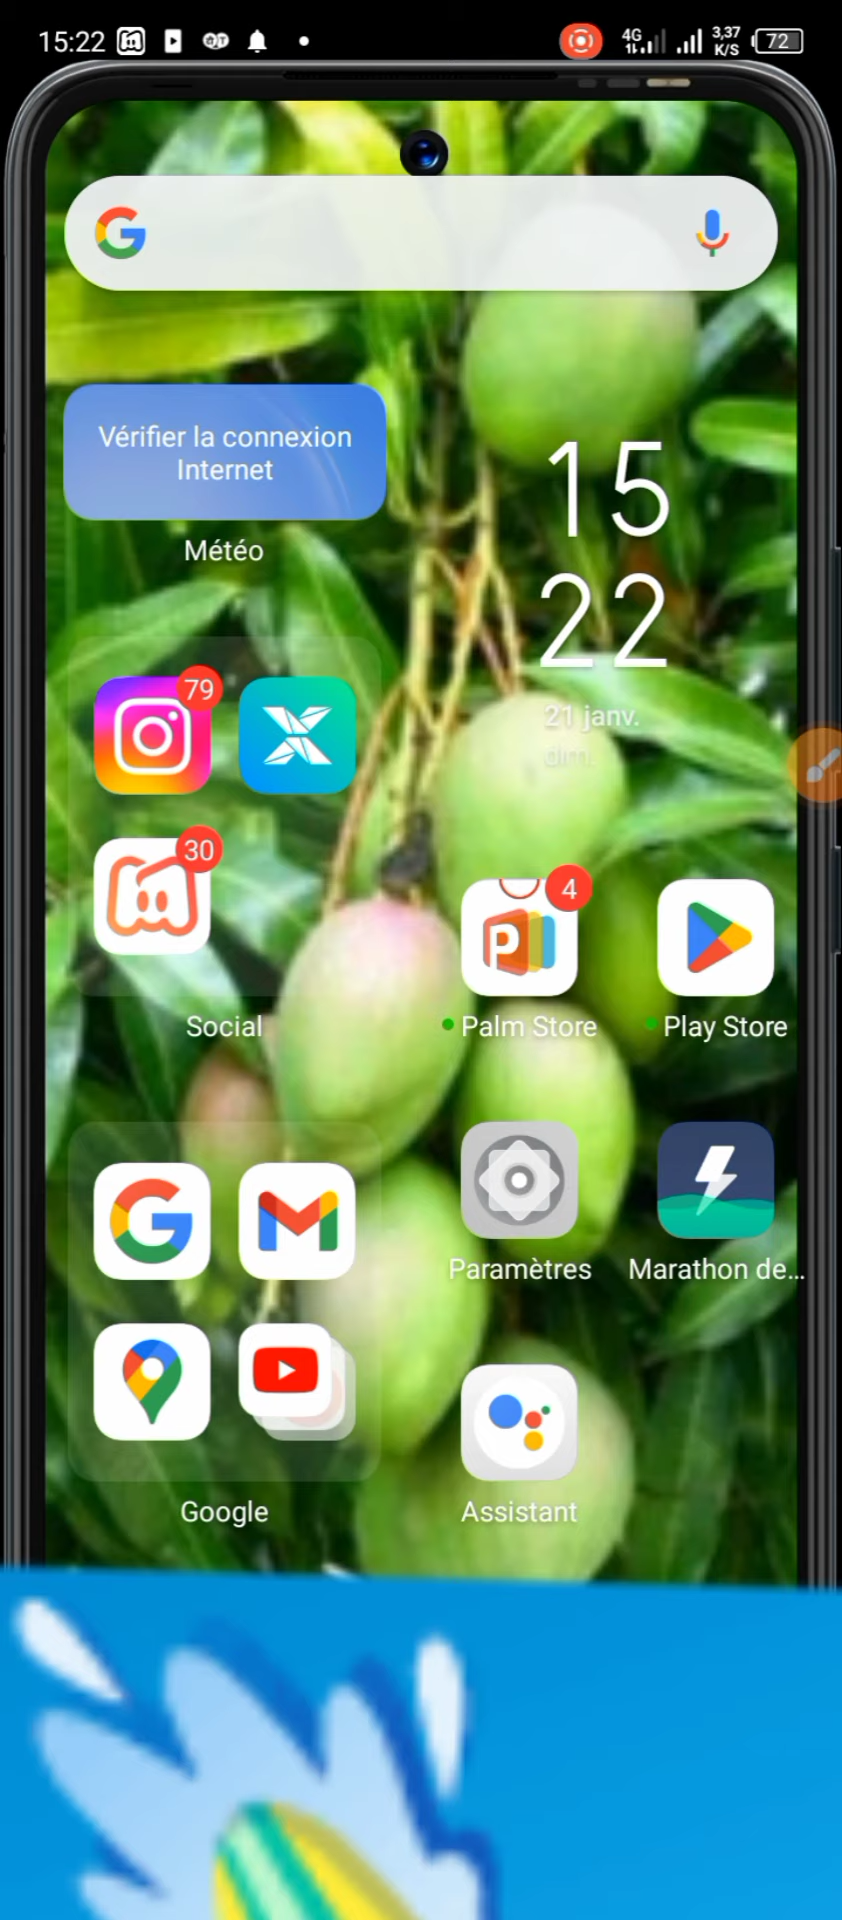 15:22
4G
3,37
K/S
72
Vérifier la connexion
Internet
Météo
15
22
21 janv.
dim.
79
30
4
Social
Palm Store
Play Store
Paramètres
Marathon de...
Google
Assistant